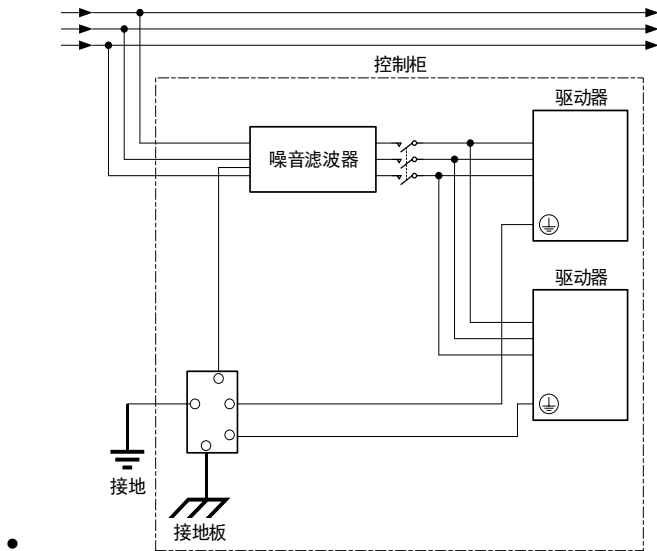 控制柜
驱动器
噪音滤波器
驱动器
接地
接地板